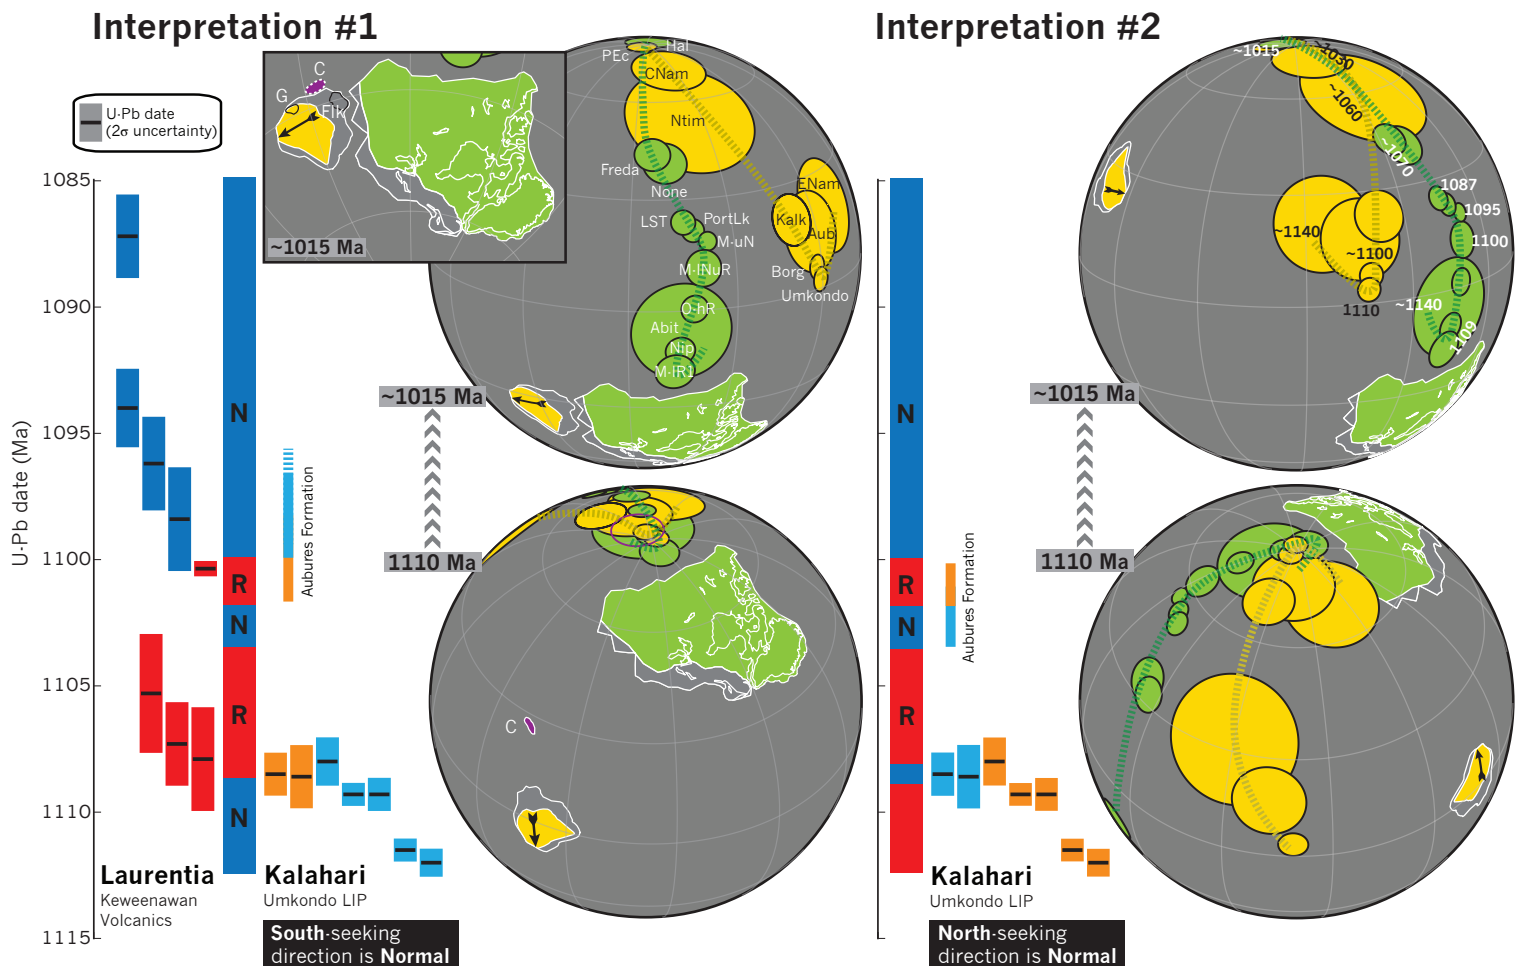 Interpretation #1
Interpretation #2
U-Pb date
(2σ uncertainty)
C
G
Flk
~1015 Ma
PEc
Hal
CNam
Ntim
Freda
None
LST
PortLk
M-uN
M-INuR
O-hR
Abit
Nip
M-IR1
ENam
Kalk
Aub
Borg
Umkondo
~1015
~1030
~1060
~1070
1087
1095
1100
~1140
~1100
1110
~1140
1109
U-Pb date (Ma)
1085
1090
1095
1100
1105
1110
1115
N
R
N
R
N
Aubures Formation
~1015 Ma
1110 Ma
C
Laurentia
Keweenawan
Volcanics
Kalahari
Umkondo LIP
South-seeking
direction is Normal
N
R
N
R
Aubures Formation
~1015 Ma
1110 Ma
Kalahari
Umkondo LIP
North-seeking
direction is Normal